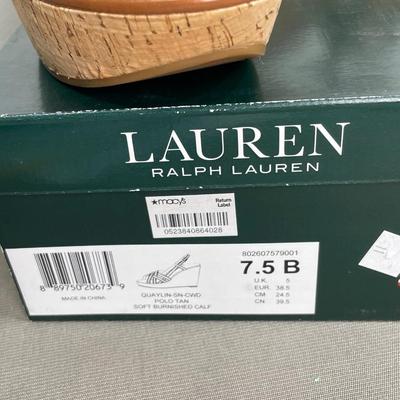 LAUREN
RALPH LAUREN
★macy's
Return
Label
0523840864028
802607579001
7.5 B
U.K. 5
EUR. 38.5
CM 24.5
CN 39.5
8 89750 20673 9
MADE IN CHINA
QUAYLIN-SN-CWD
POLO TAN
SOFT BURNISHED CALF